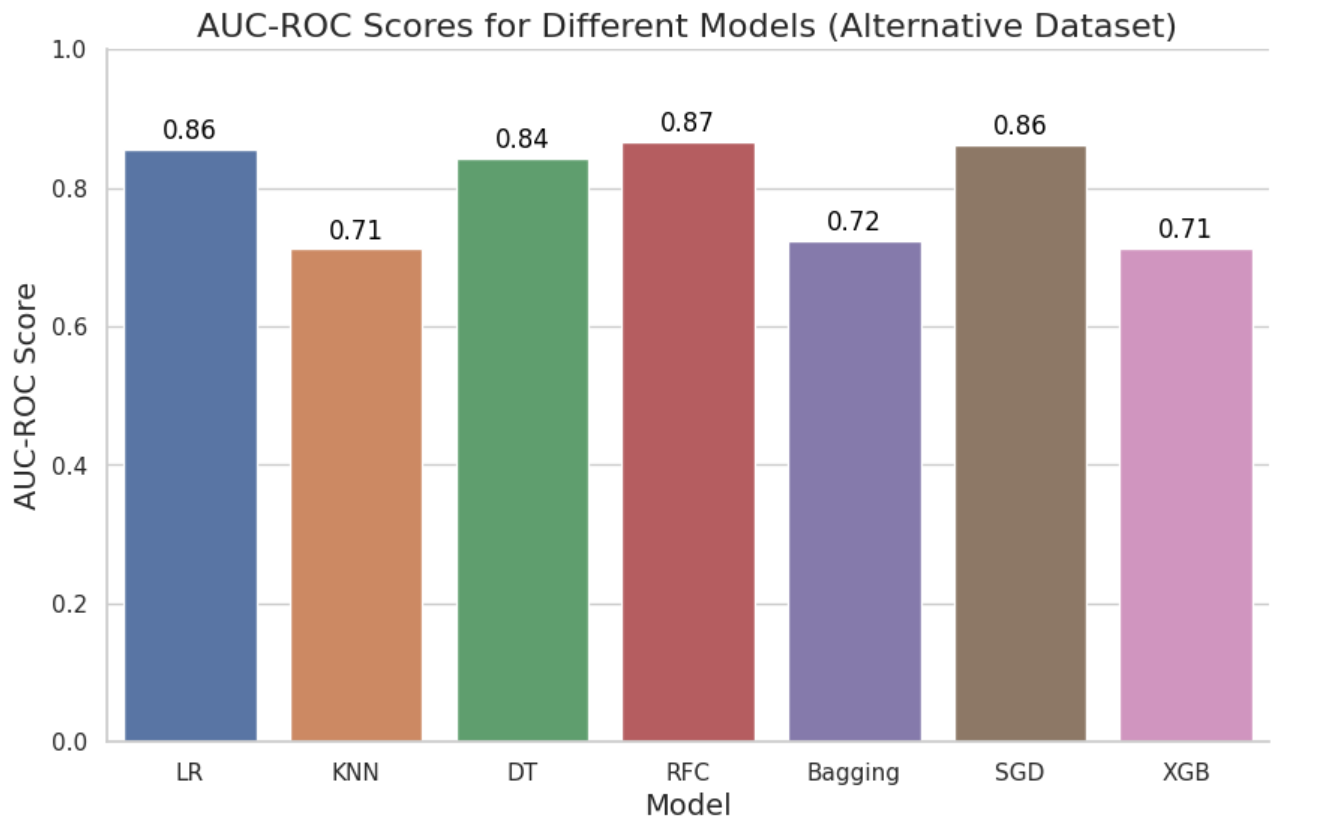 AUC-ROC Scores for Different Models (Alternative Dataset)
AUC-ROC Score
1.0
0.8
0.6
0.4
0.2
0.0
0.86
0.71
0.84
0.87
0.72
0.86
0.71
LR
KNN
DT
RFC
Bagging
SGD
XGB
Model